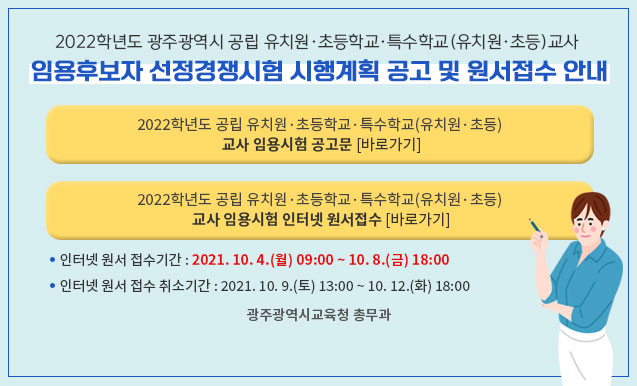 2022학년도 광주광역시 공립 유치원·초등학교·특수학교(유치원·초등)교사
임용후보자 선정경쟁시험 시행계획 공고 및 원서접수 안내
2022학년도 공립 유치원·초등학교·특수학교(유치원·초등)
교사 임용시험 공고문 [바로가기]
2022학년도 공립 유치원·초등학교·특수학교(유치원·초등)
교사 임용시험 인터넷 원서접수 [바로가기]
• 인터넷 원서 접수기간 : 2021. 10. 4.(월) 09:00 ~ 10. 8.(금) 18:00
• 인터넷 원서 접수 취소기간 : 2021. 10. 9.(토) 13:00 ~ 10. 12.(화) 18:00
광주광역시교육청 총무과